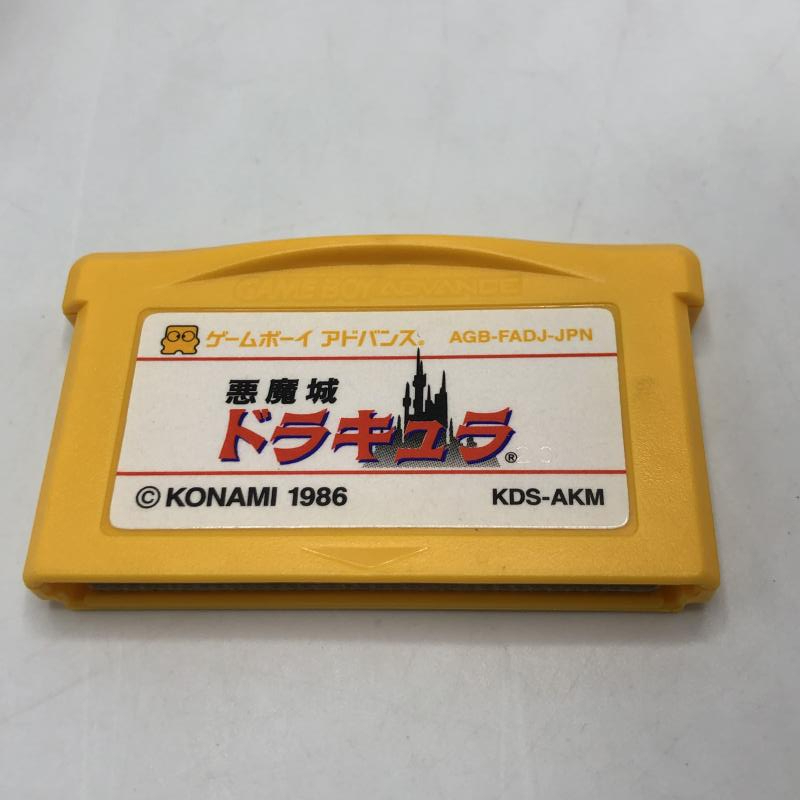 GAME BOY ADVANCE
ゲームボーイ アドバンス® AGB-FADJ-JPN
悪魔城
ドラキュラ®
© KONAMI 1986 KDS-AKM